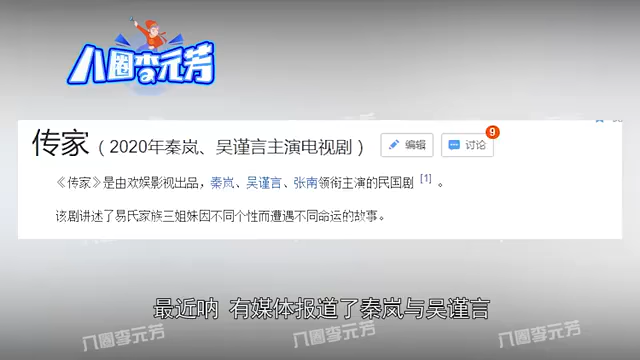 八圈李元芳
传家（2020年秦岚、吴谨言主演电视剧）
编辑
讨论
9
《传家》是由欢娱影视出品，秦岚、吴谨言、张南领衔主演的民国剧 [1] 。
该剧讲述了易氏家族三姐妹因不同个性而遭遇不同命运的故事。
最近呐 有媒体报道了秦岚与吴谨言
八圈李元芳 八圈李元芳 八圈李元芳